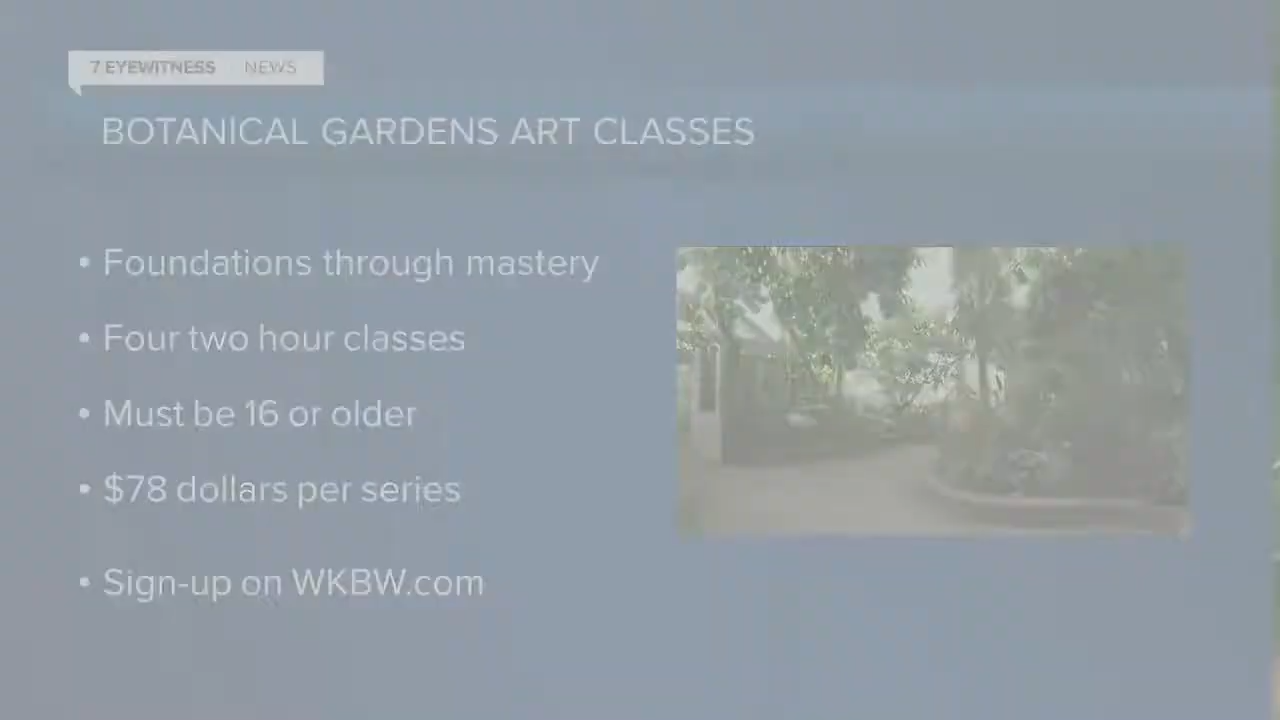 7 EYEWITNESS NEWS
BOTANICAL GARDENS ART CLASSES
• Foundations through mastery
• Four two hour classes
• Must be 16 or older
• $78 dollars per series
• Sign-up on WKBW.com